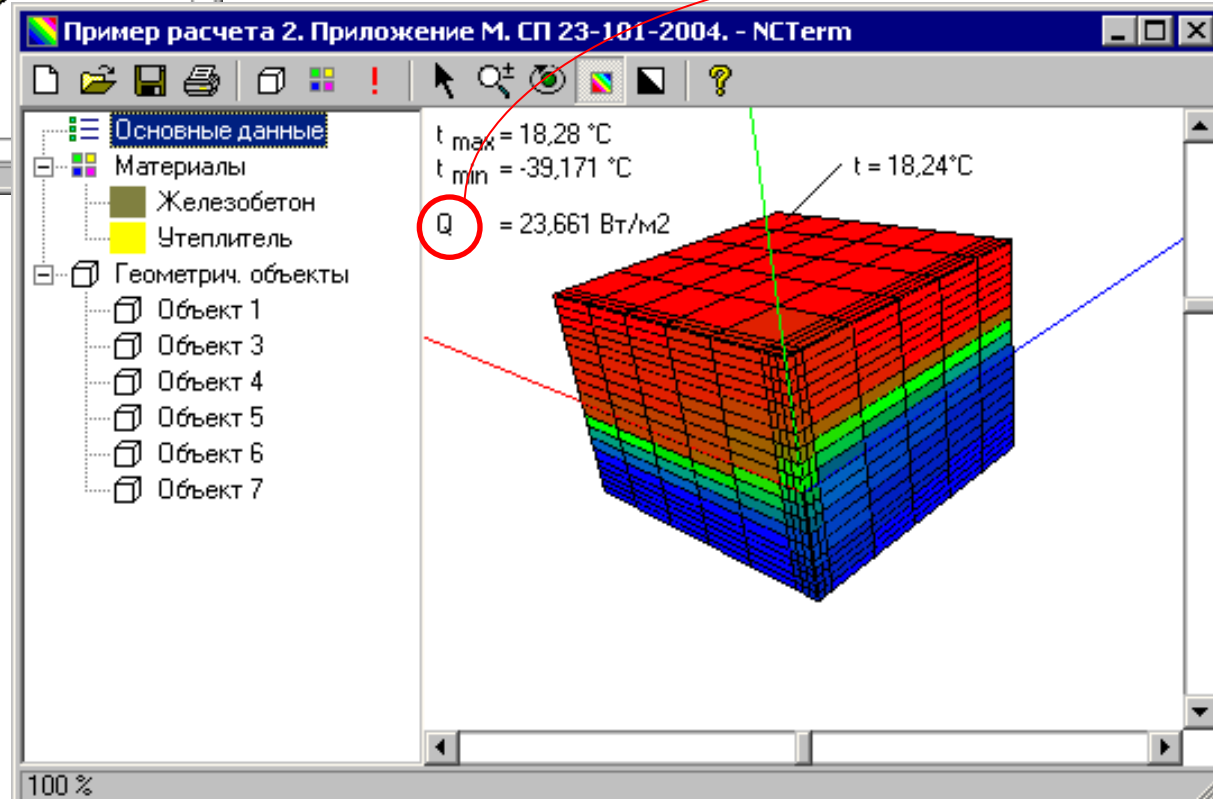 Пример расчета 2. Приложение М. СП 23-101-2004. - NCTerm
Основные данные
Материалы
Железобетон
Утеплитель
Геометрич. объекты
Объект 1
Объект 3
Объект 4
Объект 5
Объект 6
Объект 7
t max = 18,28 °C
t min = -39,171 °C
Q = 23,661 Вт/м2
t = 18,24°C
100 %